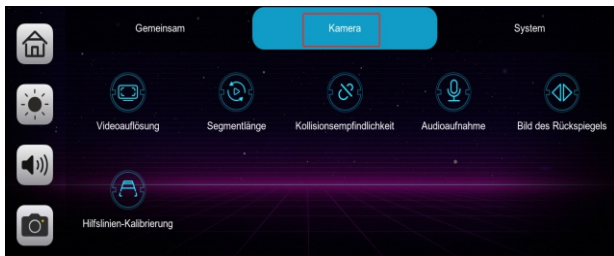 Gemeinsam
Kamera
System
Videoauflösung
Segmentlänge
Kollisionsempfindlichkeit
Audioaufnahme
Bild des Rückspiegels
Hilfslinien-Kalibrierung